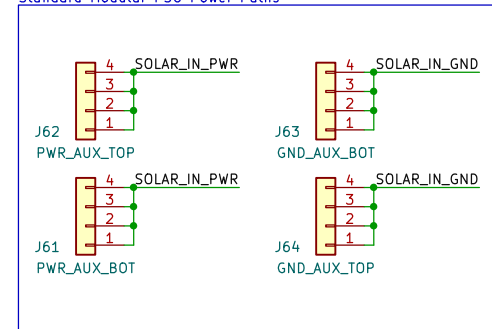 Standard Modular PSU Power Paths
4 SOLAR_IN_PWR
3
2
1
J62
PWR_AUX_TOP
4 SOLAR_IN_GND
3
2
1
J63
GND_AUX_BOT
4 SOLAR_IN_PWR
3
2
1
J61
PWR_AUX_BOT
4 SOLAR_IN_GND
3
2
1
J64
GND_AUX_TOP